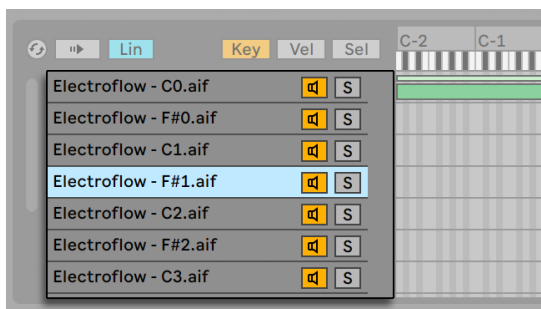 Lin Key Vel Sel C-2 C-1
Electroflow - C0.aif S
Electroflow - F#0.aif S
Electroflow - C1.aif S
Electroflow - F#1.aif S
Electroflow - C2.aif S
Electroflow - F#2.aif S
Electroflow - C3.aif S